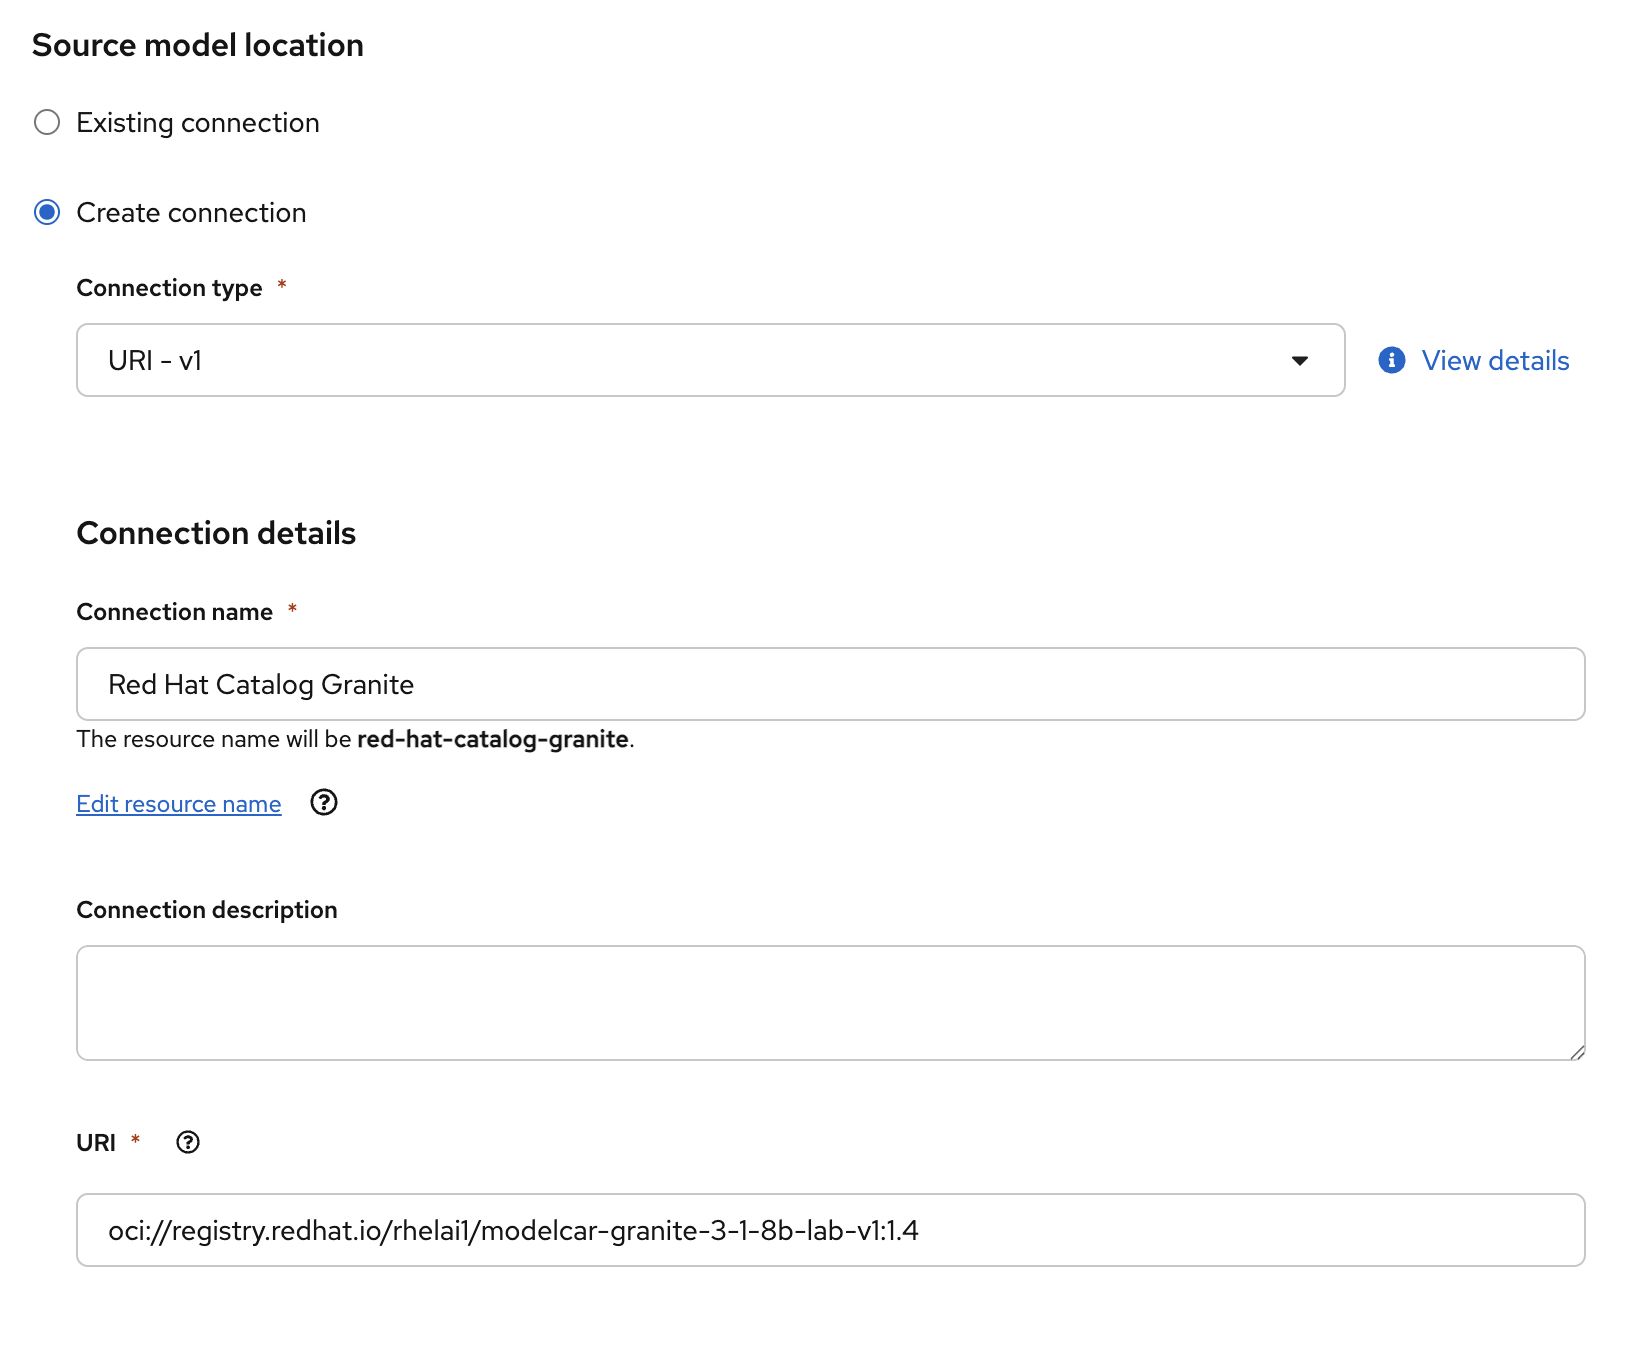 Source model location
Existing connection
Create connection
Connection type *
URI - v1
View details
Connection details
Connection name *
Red Hat Catalog Granite
The resource name will be red-hat-catalog-granite.
Edit resource name
Connection description
URI *
oci://registry.redhat.io/rhelai1/modelcar-granite-3-1-8b-lab-v1:1.4